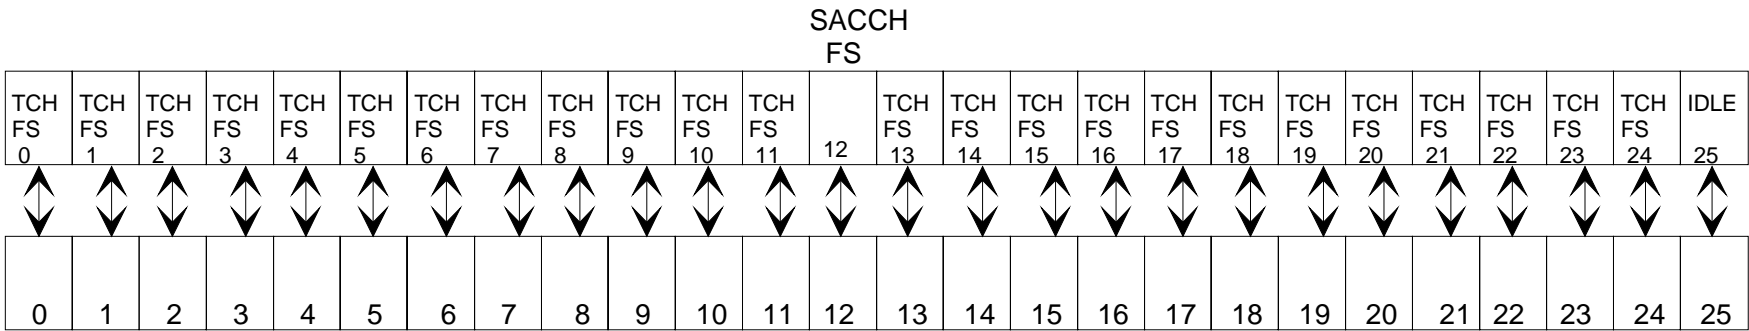 SACCH
FS
TCH TCH TCH TCH TCH TCH TCH TCH TCH TCH TCH TCH TCH TCH TCH TCH TCH TCH TCH TCH TCH TCH TCH TCH IDLE
FS FS FS FS FS FS FS FS FS FS FS FS FS FS FS FS FS FS FS FS FS FS FS FS
0 1 2 3 4 5 6 7 8 9 10 11 12 13 14 15 16 17 18 19 20 21 22 23 24 25
0 1 2 3 4 5 6 7 8 9 10 11 12 13 14 15 16 17 18 19 20 21 22 23 24 25